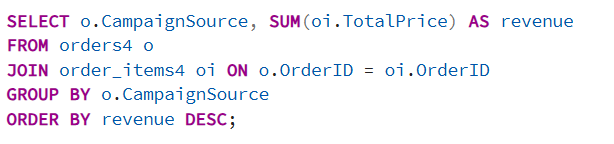 SELECT o.CampaignSource, SUM(oi.TotalPrice) AS revenue
FROM orders4 o
JOIN order_items4 oi ON o.OrderID = oi.OrderID
GROUP BY o.CampaignSource
ORDER BY revenue DESC;